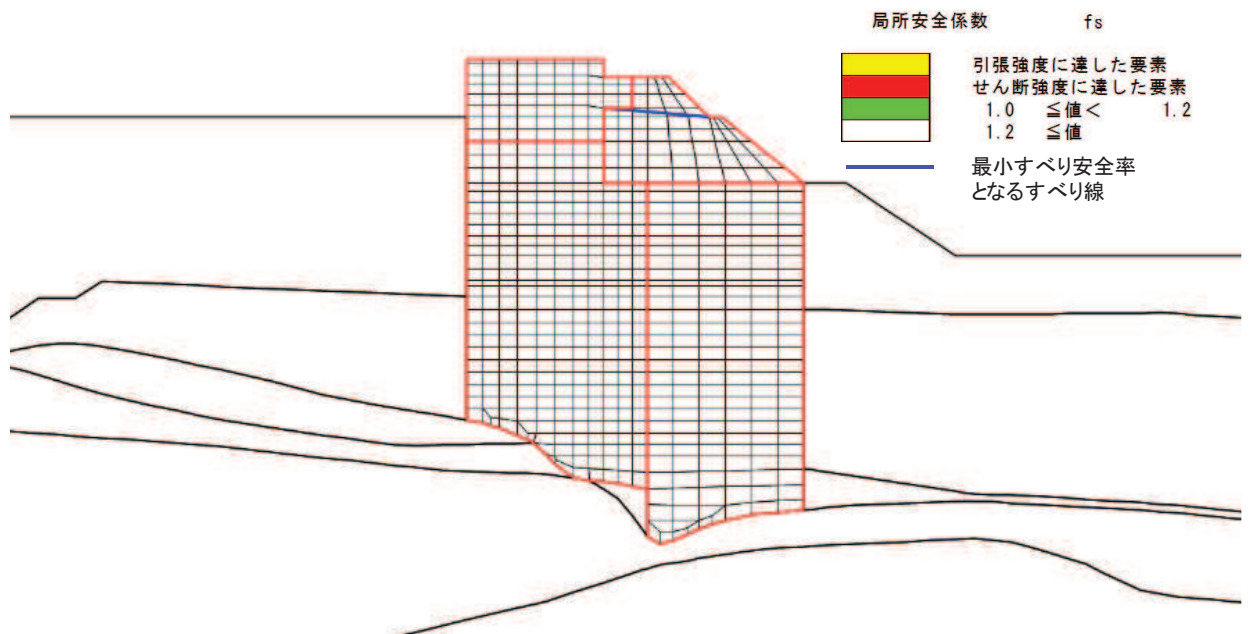 局所安全係数 fs
引張強度に達した要素
せん断強度に達した要素
1.0 ≦値< 1.2
1.2 ≦値
最小すべり安全率
となるすべり線